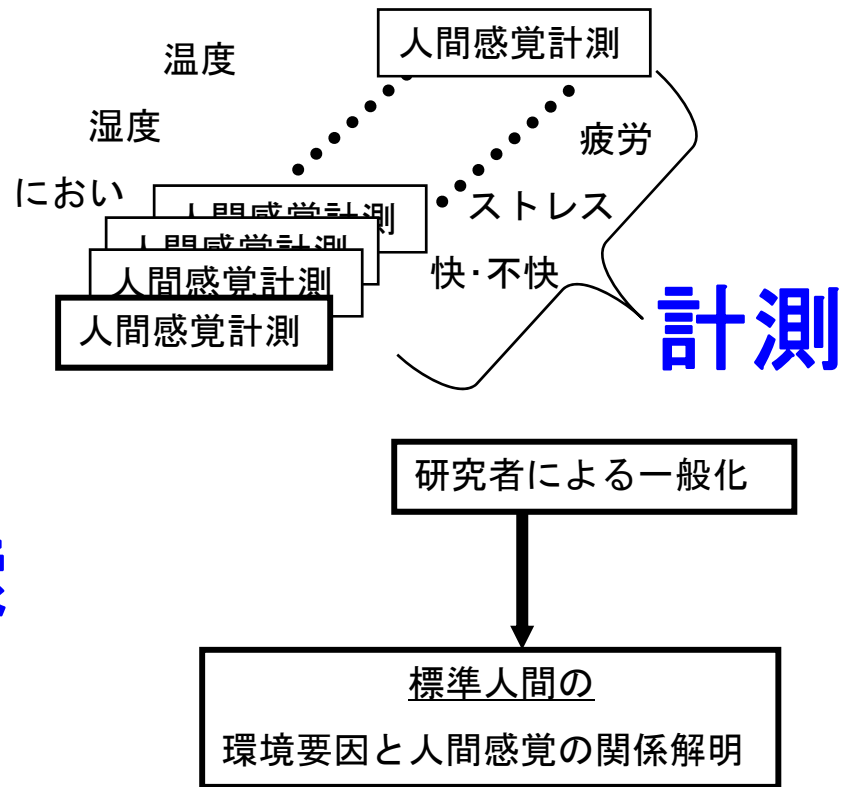 人間感覚計測
温度
湿度
疲労
におい
ストレス
人間感覚計測
人間感覚計測
人間感覚計測
快・不快
人間感覚計測
計測
研究者による一般化
標準人間の
環境要因と人間感覚の関係解明